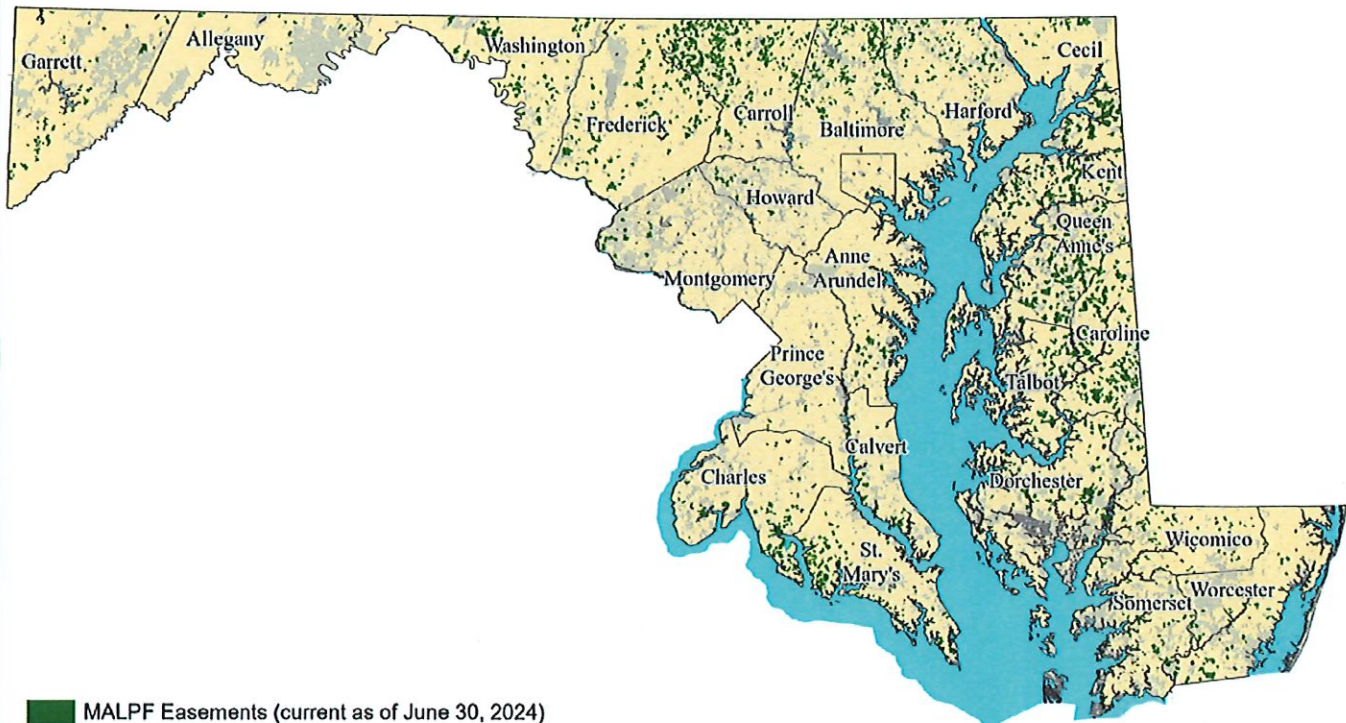 Garrett
Allegany
Washington
Frederick
Carroll
Baltimore
Harford
Cecil
Kent
Howard
Queen
Anne's
Montgomery
Anne
Arundel
Caroline
Prince
George's
Talbot
Calvert
Charles
Dorchester
St.
Mary's
Wicomico
Somerset
Worcester
MALPF Easements (current as of June 30, 2024)